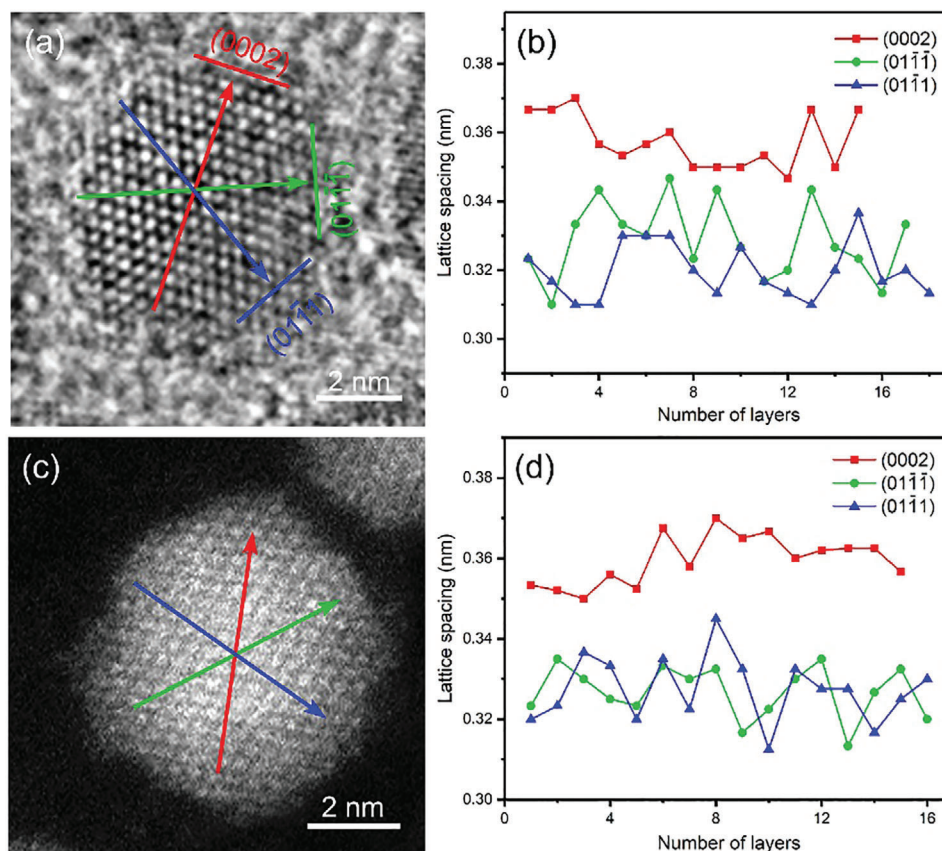 (a)
(0002)
(011̄1̄)
(011̄1)
2 nm
(b)
(0002)
(011̄1̄)
(011̄1)
0.38
0.36
0.34
0.32
0.30
Lattice spacing (nm)
0
4
8
12
16
Number of layers
(c)
2 nm
(d)
(0002)
(011̄1̄)
(011̄1)
0.38
0.36
0.34
0.32
0.30
Lattice spacing (nm)
0
4
8
12
16
Number of layers